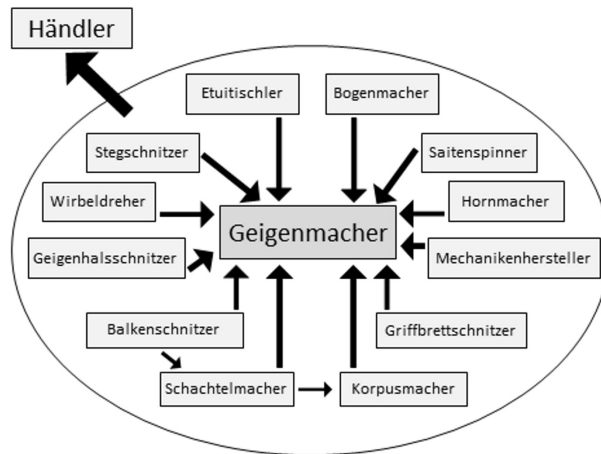 Händler
Etuitischler
Bogenmacher
Stegschnitzer
Saitenspinner
Wirbeldreher
Hornmacher
Geigenmacher
Geigenhalsschnitzer
Mechanikenhersteller
Balkenschnitzer
Griffbrettschnitzer
Schachtelmacher
Korpusmacher